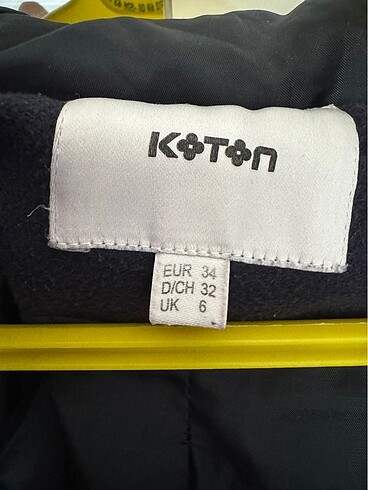 KOTON
EUR 34
D/CH 32
UK 6